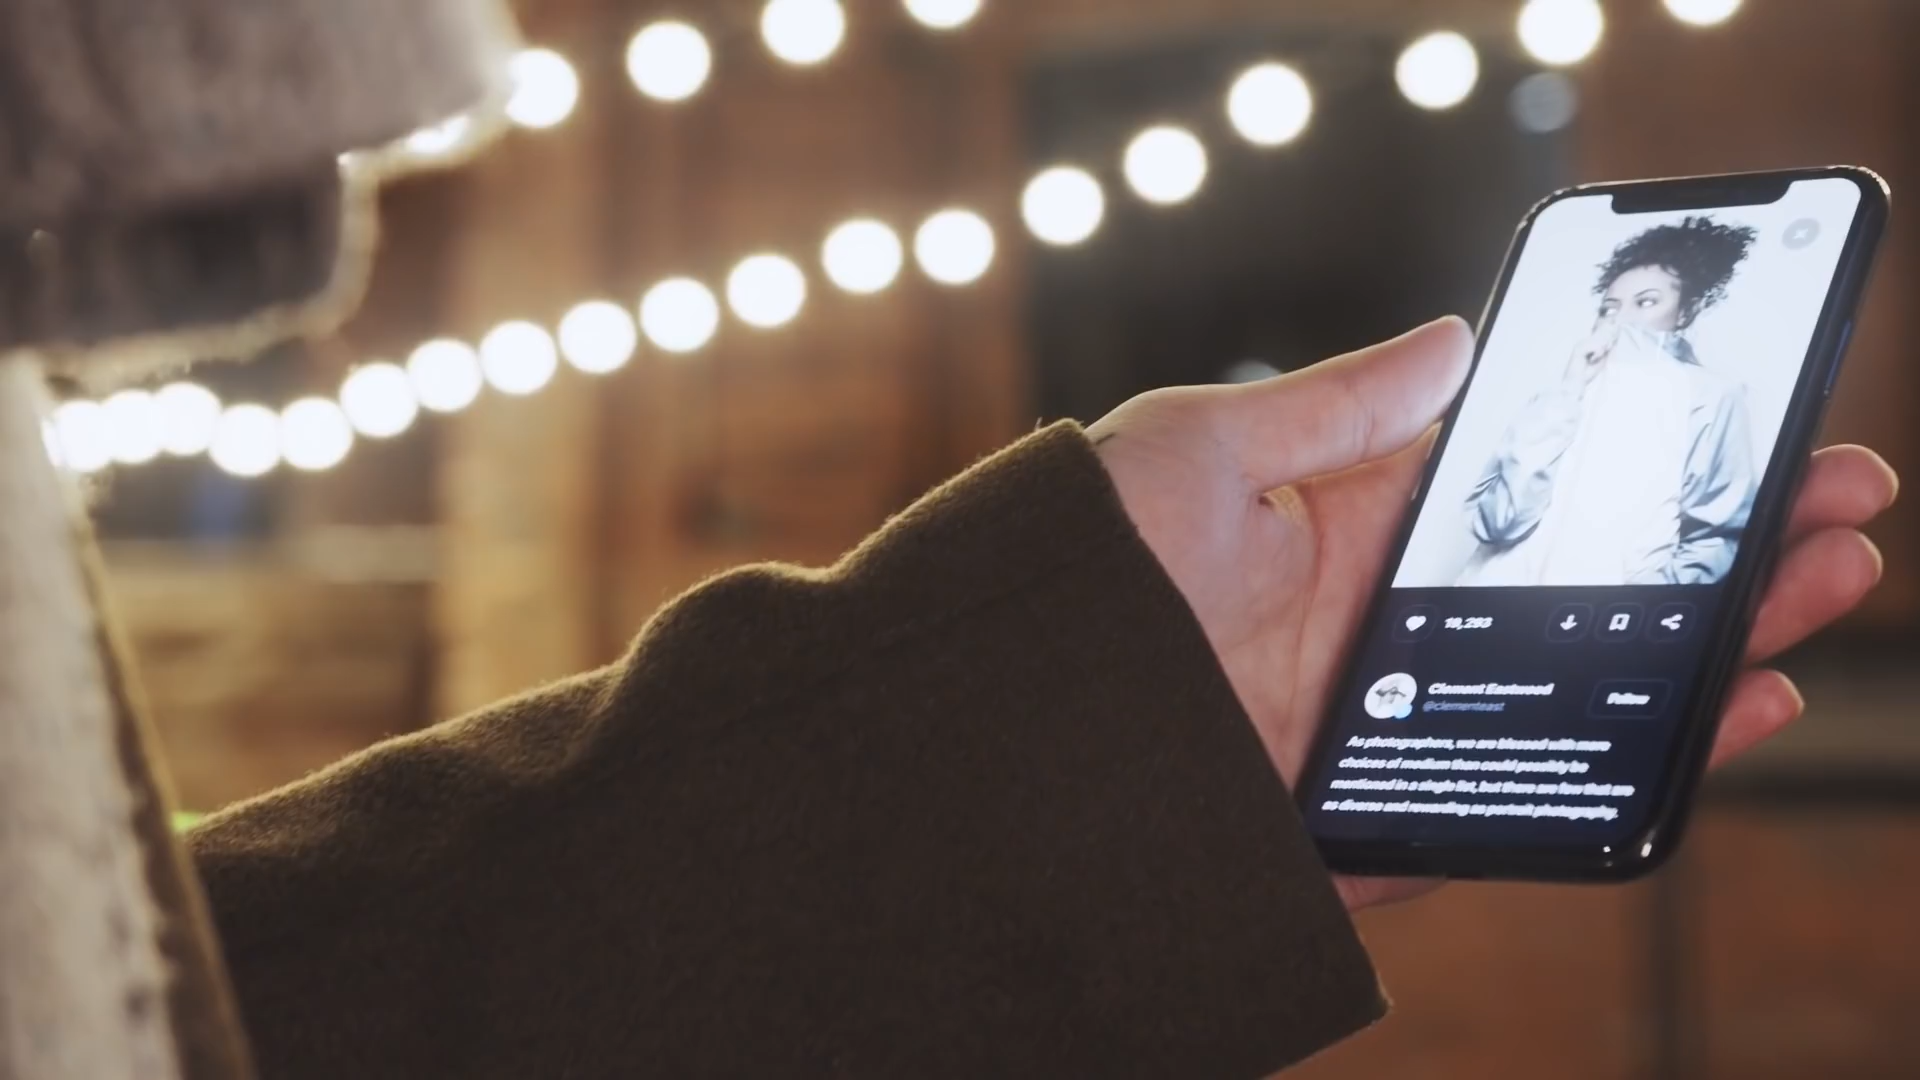 19,293
Clement Eastwood
@clementeast
Follow
As photographers, we are blessed with more
choices of medium than could possibly be
mentioned in a single list, but there are few that are
as diverse and rewarding as portrait photography.